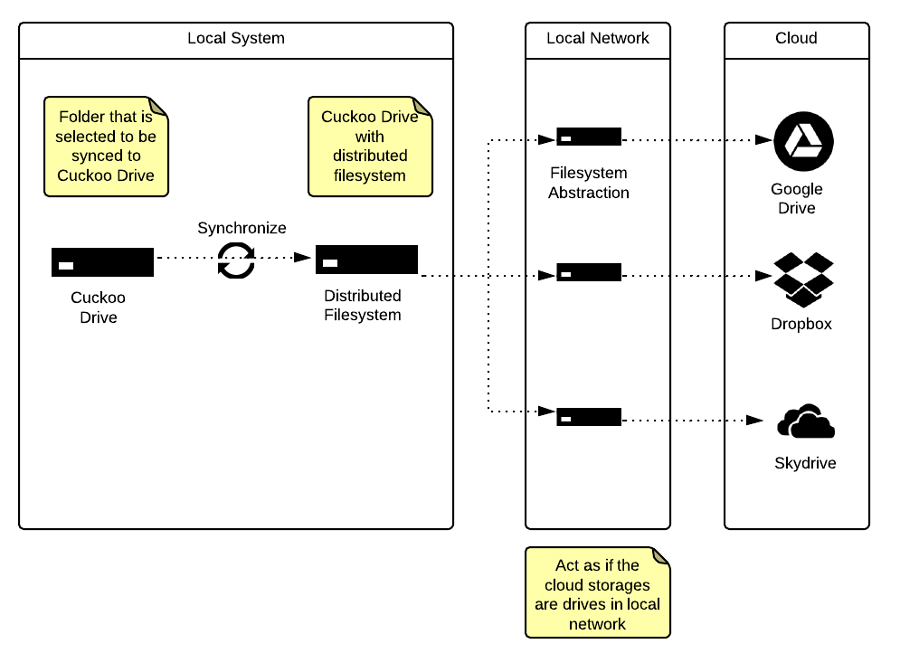 Local System
Local Network
Cloud
Folder that is
selected to be
synced to
Cuckoo Drive
Cuckoo Drive
with
distributed
filesystem
Filesystem
Abstraction
Google
Drive
Synchronize
Cuckoo
Drive
Distributed
Filesystem
Dropbox
Skydrive
Act as if the
cloud storages
are drives in local
network